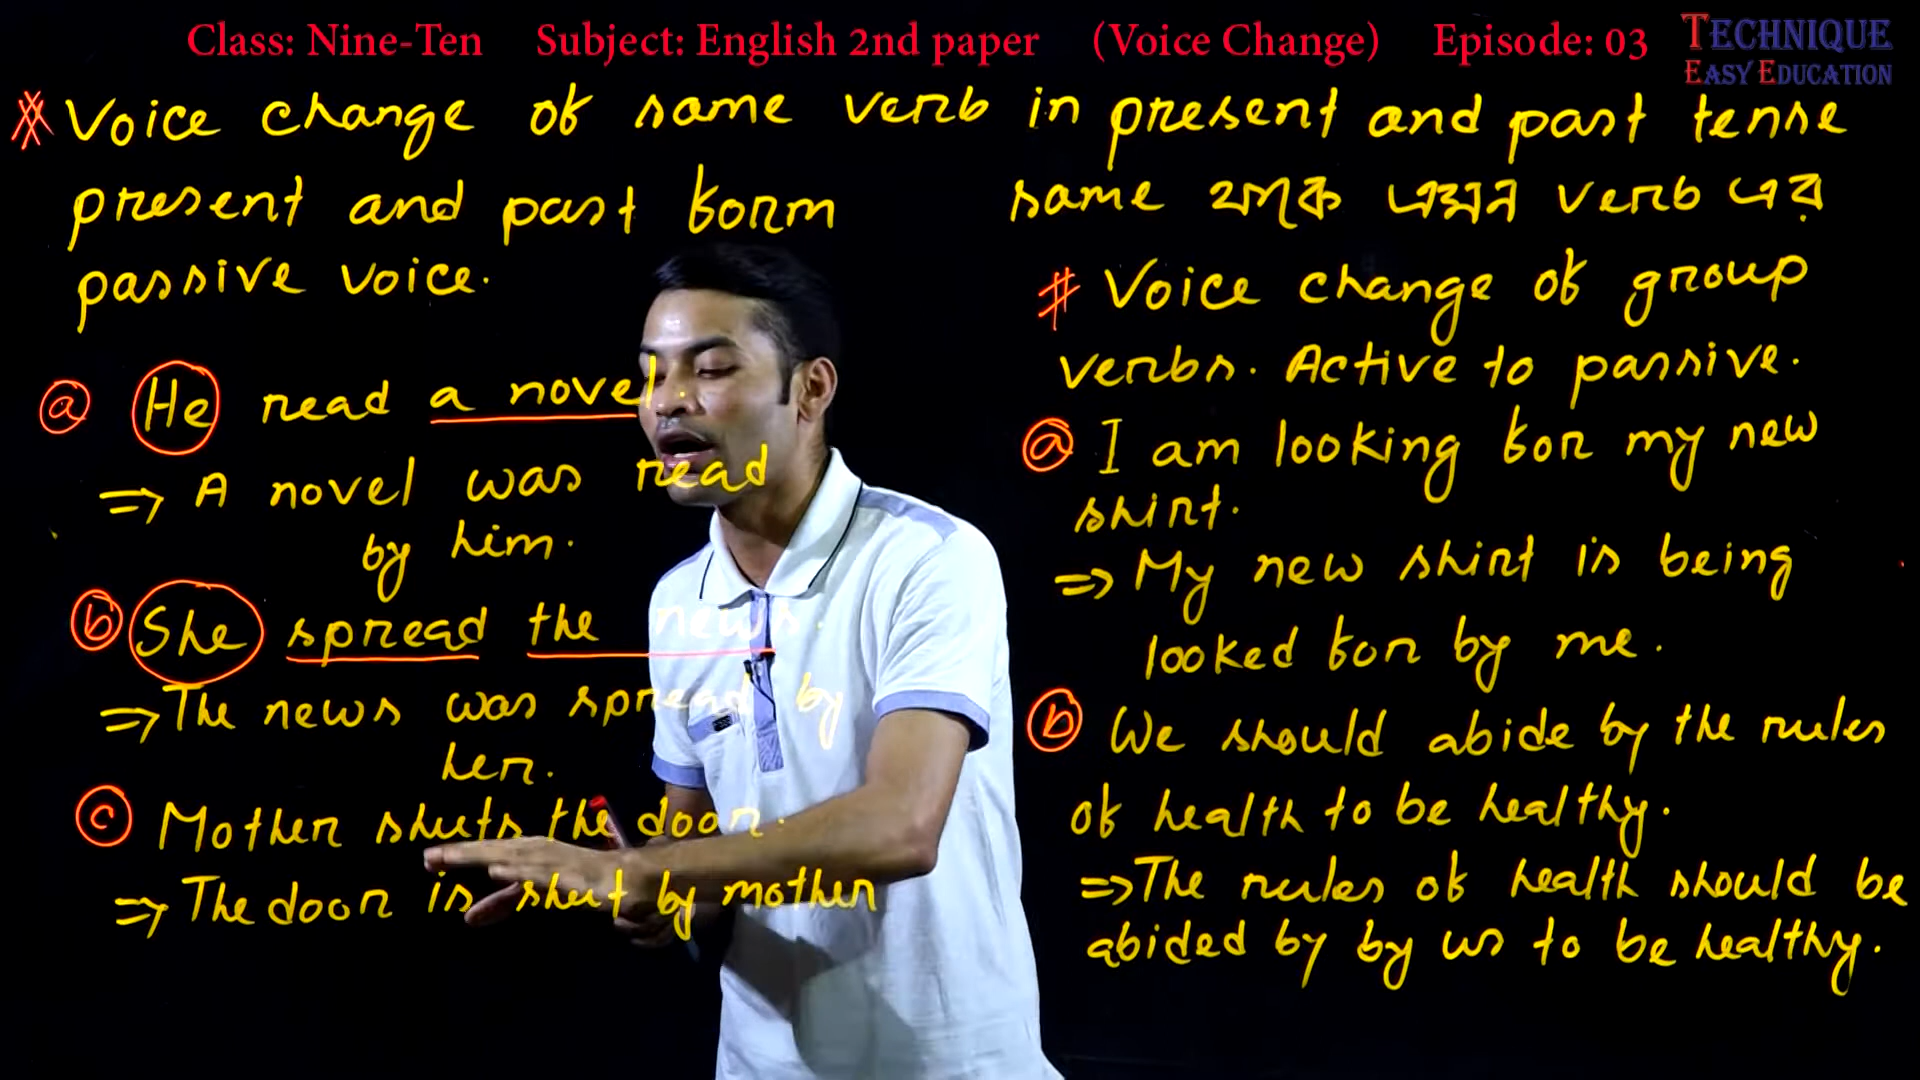 Class: Nine-Ten Subject: English 2nd paper (Voice Change) Episode: 03
TECHNIQUE
EASY EDUCATION
※ Voice change of same verb in present and past tense
present and past form same থাকে এমন verb এর
passive voice.
ⓐ He read a novel.
⇒ A novel was read
by him.
ⓑ She spread the news.
⇒ The news was spread by
her.
ⓒ Mother shuts the door.
⇒ The door is shut by mother
# Voice change of group
verbs. Active to passive.
ⓐ I am looking for my new
shirt.
⇒ My new shirt is being
looked for by me.
ⓑ We should abide by the rules
of health to be healthy.
⇒ The rules of health should be
abided by by us to be healthy.